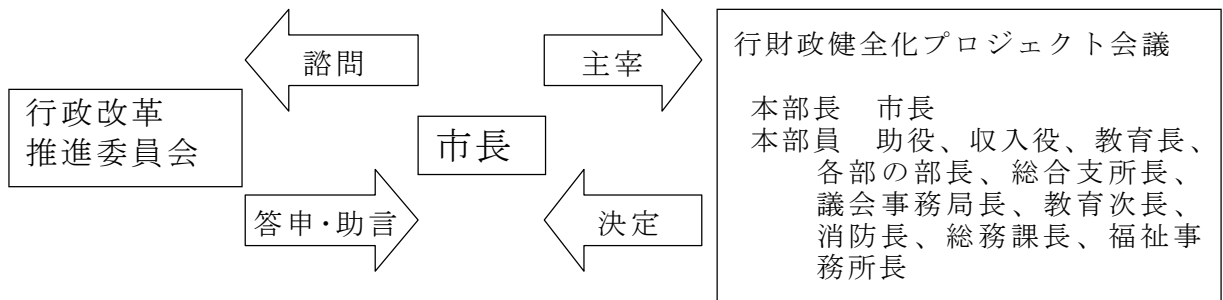 諮問
行政改革
推進委員会
答申・助言
市長
主宰
決定
行財政健全化プロジェクト会議
本部長　市長
本部員　助役、収入役、教育長、
各部の部長、総合支所長、
議会事務局長、教育次長、
消防長、総務課長、福祉事
務所長